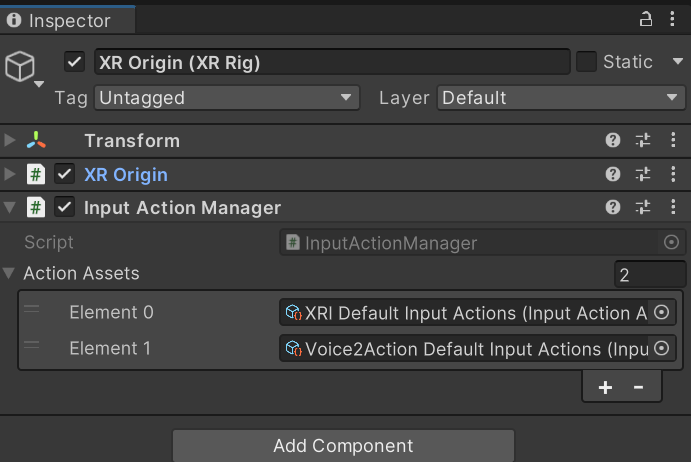 Inspector
XR Origin (XR Rig)
Static
Tag Untagged Layer Default
Transform
# XR Origin
# Input Action Manager
Script # InputActionManager
Action Assets 2
Element 0 XRI Default Input Actions (Input Action A
Element 1 Voice2Action Default Input Actions (Inpu
+ -
Add Component